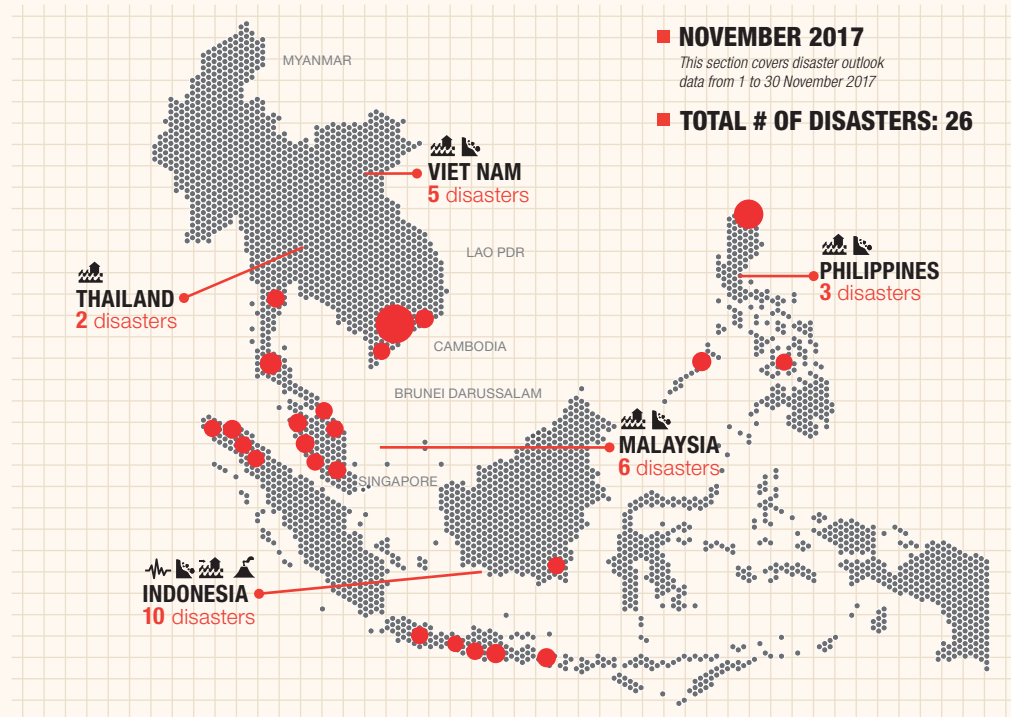 NOVEMBER 2017
This section covers disaster outlook
data from 1 to 30 November 2017
TOTAL # OF DISASTERS: 26
MYANMAR
VIET NAM
5 disasters
LAO PDR
THAILAND
2 disasters
PHILIPPINES
3 disasters
CAMBODIA
BRUNEI DARUSSALAM
MALAYSIA
6 disasters
SINGAPORE
INDONESIA
10 disasters